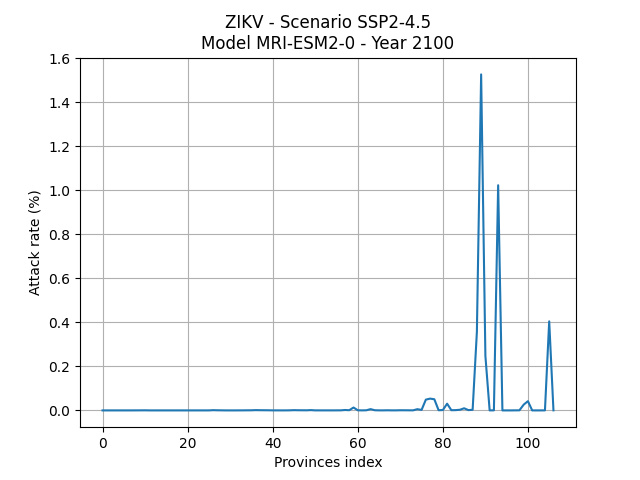 ZIKV - Scenario SSP2-4.5
Model MRI-ESM2-0 - Year 2100
1.6
1.4
1.2
1.0
0.8
0.6
0.4
0.2
0.0
Attack rate (%)
0 20 40 60 80 100
Provinces index